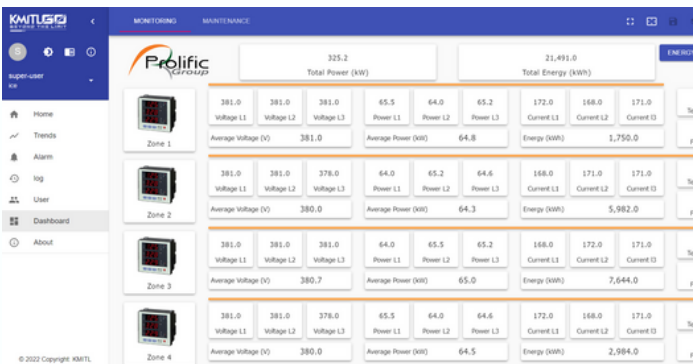 KMITLGO
BEYOND THE LIMIT
MONITORING MAINTENANCE
S
super-user
Prolific
Group
325.2
Total Power (kW)
21,491.0
Total Energy (kWh)
ENERGY
Home
Trends
Alarm
log
User
Dashboard
About
© 2022 Copyright KMITL
Zone 1
381.0 381.0 381.0 65.5 64.0 65.2 172.0 168.0 171.0
Voltage L1 Voltage L2 Voltage L3 Power L1 Power L2 Power L3 Current L1 Current L2 Current l3
Average Voltage (V) 381.0 Average Power (kW) 64.8 Energy (kWh) 1,750.0
Zone 2
381.0 381.0 378.0 64.0 65.2 64.6 168.0 171.0 171.0
Voltage L1 Voltage L2 Voltage L3 Power L1 Power L2 Power L3 Current L1 Current L2 Current l3
Average Voltage (V) 380.0 Average Power (kW) 64.3 Energy (kWh) 5,982.0
Zone 3
381.0 381.0 381.0 64.0 65.5 65.2 168.0 172.0 171.0
Voltage L1 Voltage L2 Voltage L3 Power L1 Power L2 Power L3 Current L1 Current L2 Current l3
Average Voltage (V) 380.7 Average Power (kW) 65.0 Energy (kWh) 7,644.0
Zone 4
381.0 381.0 378.0 65.5 64.0 64.6 172.0 168.0 171.0
Voltage L1 Voltage L2 Voltage L3 Power L1 Power L2 Power L3 Current L1 Current L2 Current l3
Average Voltage (V) 380.0 Average Power (kW) 64.5 Energy (kWh) 2,984.0